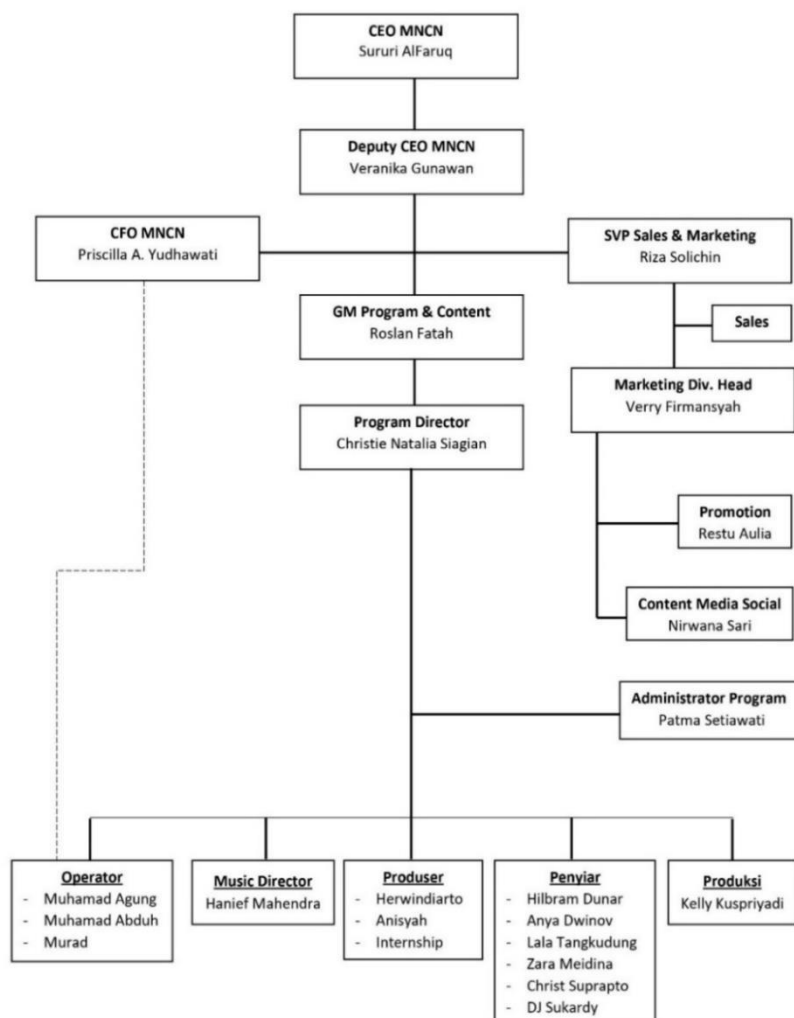 CEO MNCN
Sururi AlFaruq
Deputy CEO MNCN
Veranika Gunawan
CFO MNCN
Priscilla A. Yudhawati
SVP Sales & Marketing
Riza Solichin
GM Program & Content
Roslan Fatah
Sales
Marketing Div. Head
Verry Firmansyah
Program Director
Christie Natalia Siagian
Promotion
Restu Aulia
Content Media Social
Nirwana Sari
Administrator Program
Patma Setiawati
Operator
- Muhamad Agung
- Muhamad Abduh
- Murad
Music Director
Hanief Mahendra
Produser
- Herwindiarto
- Anisyah
- Internship
Penyiar
- Hilbram Dunar
- Anya Dwinov
- Lala Tangkudung
- Zara Meidina
- Christ Suprapto
- DJ Sukardy
Produksi
Kelly Kuspriyadi